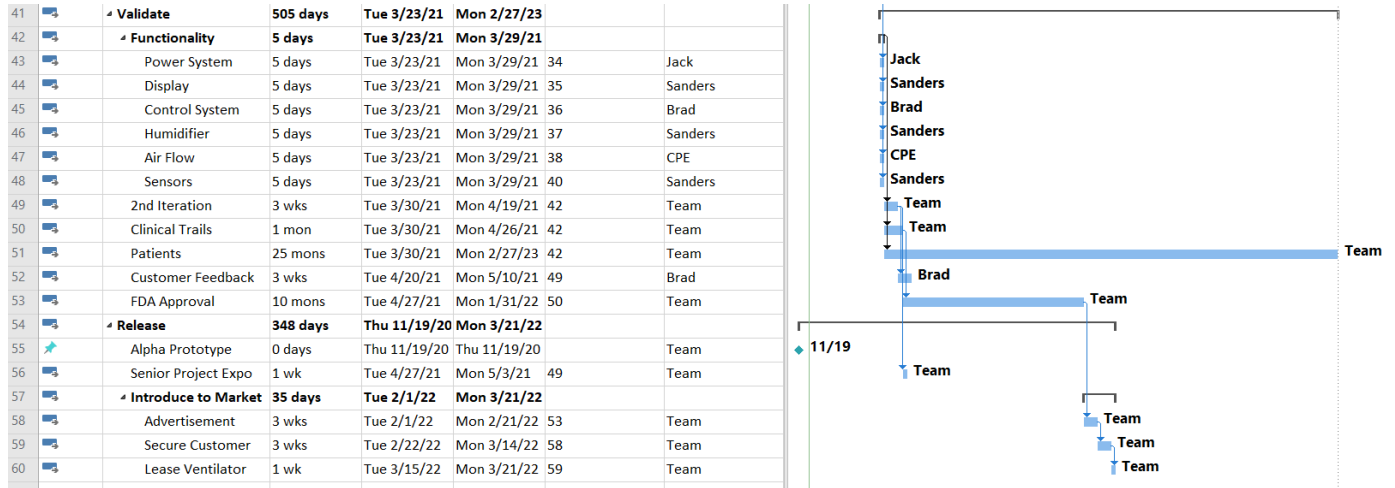 41 Validate 505 days Tue 3/23/21 Mon 2/27/23
42 Functionality 5 days Tue 3/23/21 Mon 3/29/21
43 Power System 5 days Tue 3/23/21 Mon 3/29/21 34 Jack Jack
44 Display 5 days Tue 3/23/21 Mon 3/29/21 35 Sanders Sanders
45 Control System 5 days Tue 3/23/21 Mon 3/29/21 36 Brad Brad
46 Humidifier 5 days Tue 3/23/21 Mon 3/29/21 37 Sanders Sanders
47 Air Flow 5 days Tue 3/23/21 Mon 3/29/21 38 CPE CPE
48 Sensors 5 days Tue 3/23/21 Mon 3/29/21 40 Sanders Sanders
49 2nd Iteration 3 wks Tue 3/30/21 Mon 4/19/21 42 Team Team
50 Clinical Trails 1 mon Tue 3/30/21 Mon 4/26/21 42 Team Team
51 Patients 25 mons Tue 3/30/21 Mon 2/27/23 42 Team Team
52 Customer Feedback 3 wks Tue 4/20/21 Mon 5/10/21 49 Brad Brad
53 FDA Approval 10 mons Tue 4/27/21 Mon 1/31/22 50 Team Team
54 Release 348 days Thu 11/19/20 Mon 3/21/22
55 Alpha Prototype 0 days Thu 11/19/20 Thu 11/19/20 Team 11/19
56 Senior Project Expo 1 wk Tue 4/27/21 Mon 5/3/21 49 Team Team
57 Introduce to Market 35 days Tue 2/1/22 Mon 3/21/22
58 Advertisement 3 wks Tue 2/1/22 Mon 2/21/22 53 Team Team
59 Secure Customer 3 wks Tue 2/22/22 Mon 3/14/22 58 Team Team
60 Lease Ventilator 1 wk Tue 3/15/22 Mon 3/21/22 59 Team Team